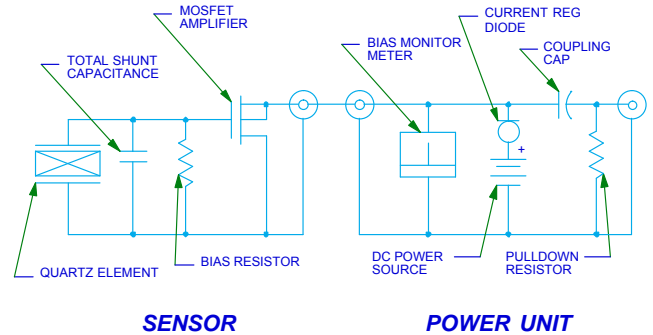 MOSFET
AMPLIFIER
TOTAL SHUNT
CAPACITANCE
BIAS MONITOR
METER
CURRENT REG
DIODE
COUPLING
CAP
+
QUARTZ ELEMENT
BIAS RESISTOR
DC POWER
SOURCE
PULLDOWN
RESISTOR
SENSOR
POWER UNIT